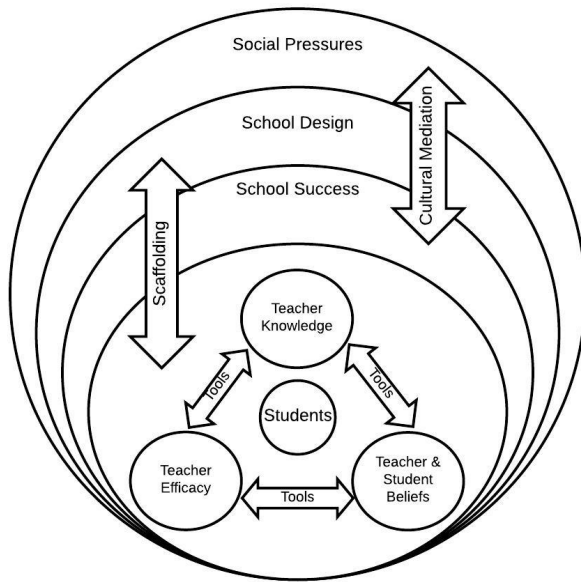 Social Pressures
School Design
Cultural Mediation
School Success
Scaffolding
Teacher
Knowledge
Tools
Tools
Students
Teacher
Efficacy
Tools
Teacher &
Student
Beliefs